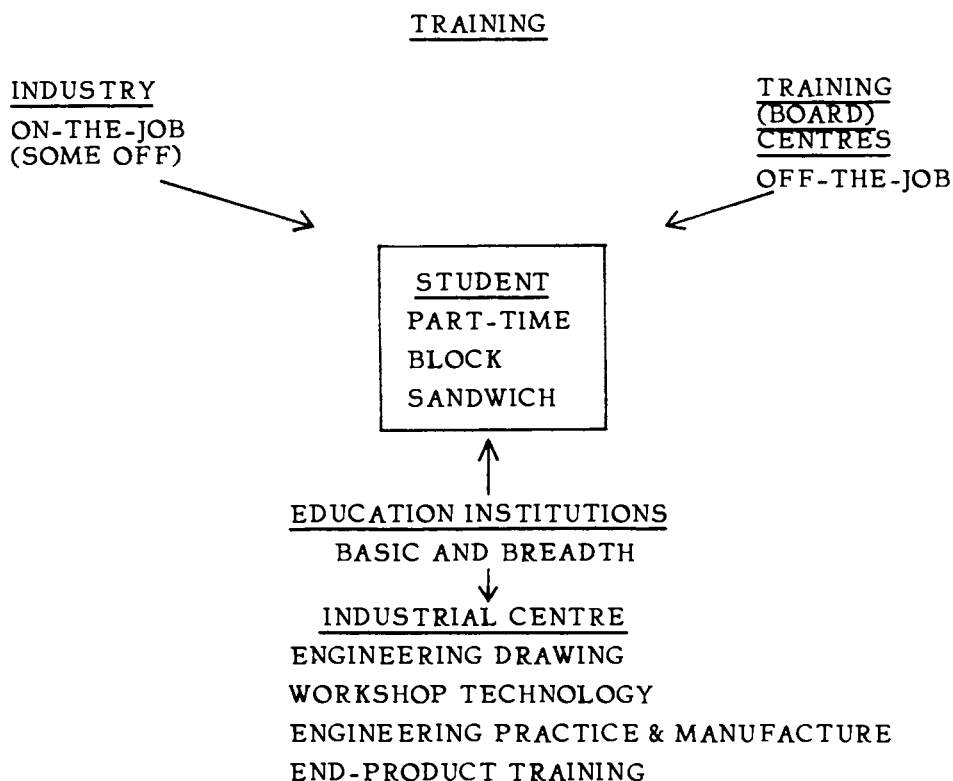 TRAINING
INDUSTRY
ON-THE-JOB
(SOME OFF)
TRAINING
(BOARD)
CENTRES
OFF-THE-JOB
STUDENT
PART-TIME
BLOCK
SANDWICH
EDUCATION INSTITUTIONS
BASIC AND BREADTH
INDUSTRIAL CENTRE
ENGINEERING DRAWING
WORKSHOP TECHNOLOGY
ENGINEERING PRACTICE & MANUFACTURE
END-PRODUCT TRAINING